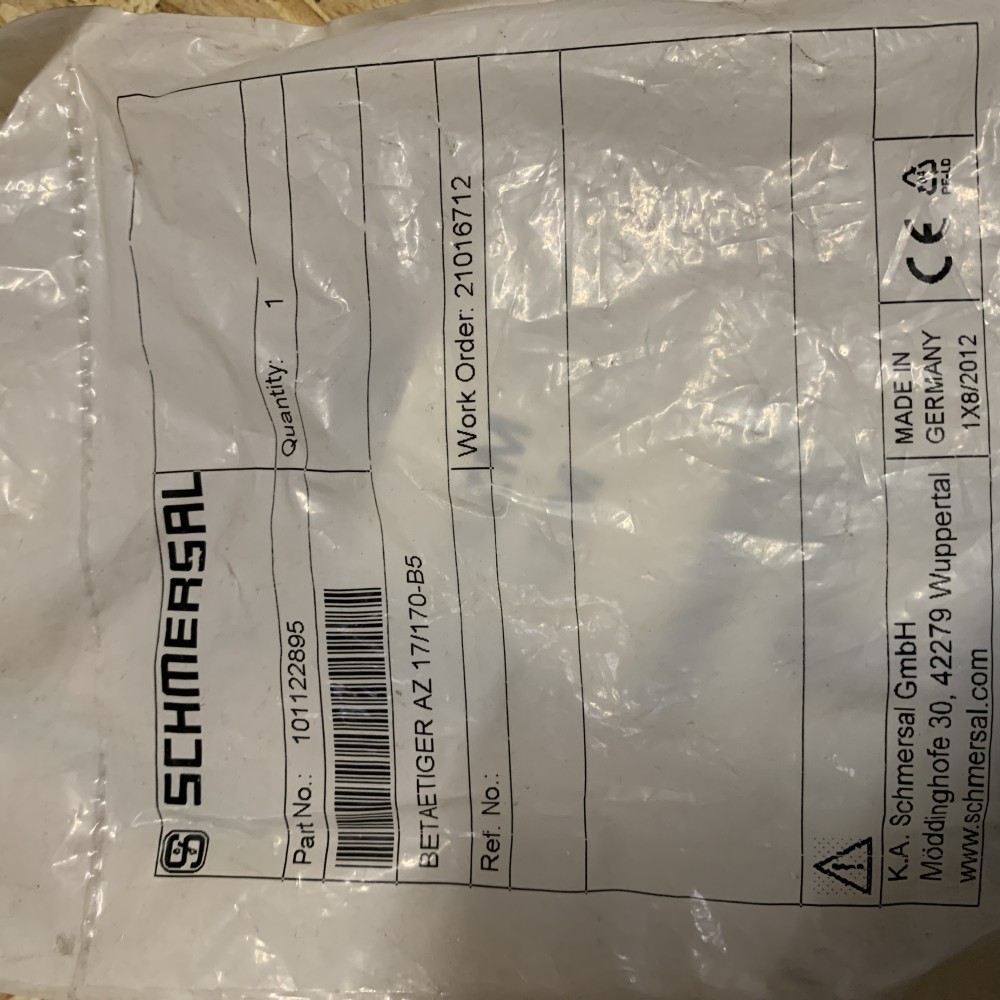 SCHMERSAL
Part No.: 101122895
Quantity: 1
BETAETIGER AZ 17/170-B5
Ref. No.:
Work Order: 21016712
K.A. Schmersal GmbH
Möddinghofe 30, 42279 Wuppertal
www.schmersal.com
MADE IN
GERMANY
1X8/2012
CE
PE-LD